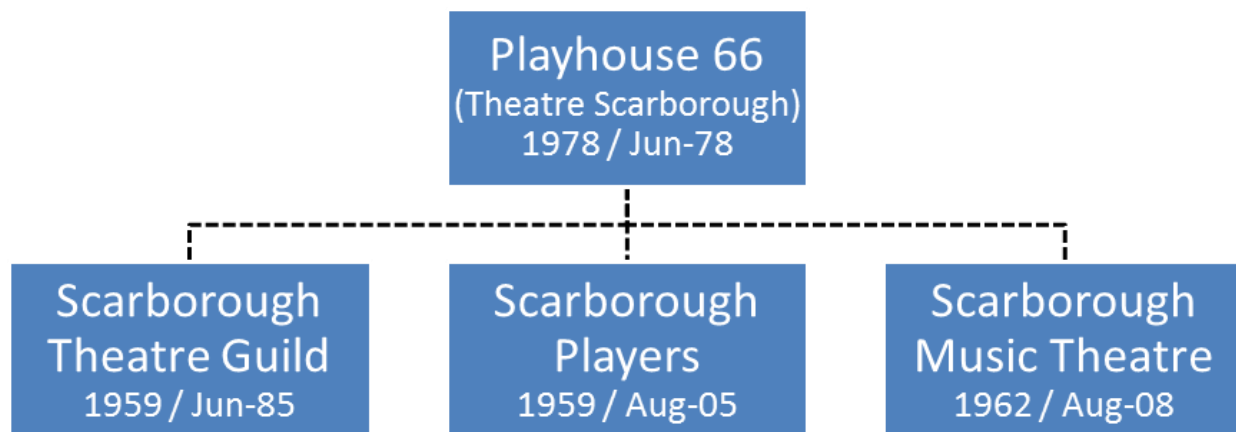 Playhouse 66
(Theatre Scarborough)
1978 / Jun-78
Scarborough
Theatre Guild
1959 / Jun-85
Scarborough
Players
1959 / Aug-05
Scarborough
Music Theatre
1962 / Aug-08